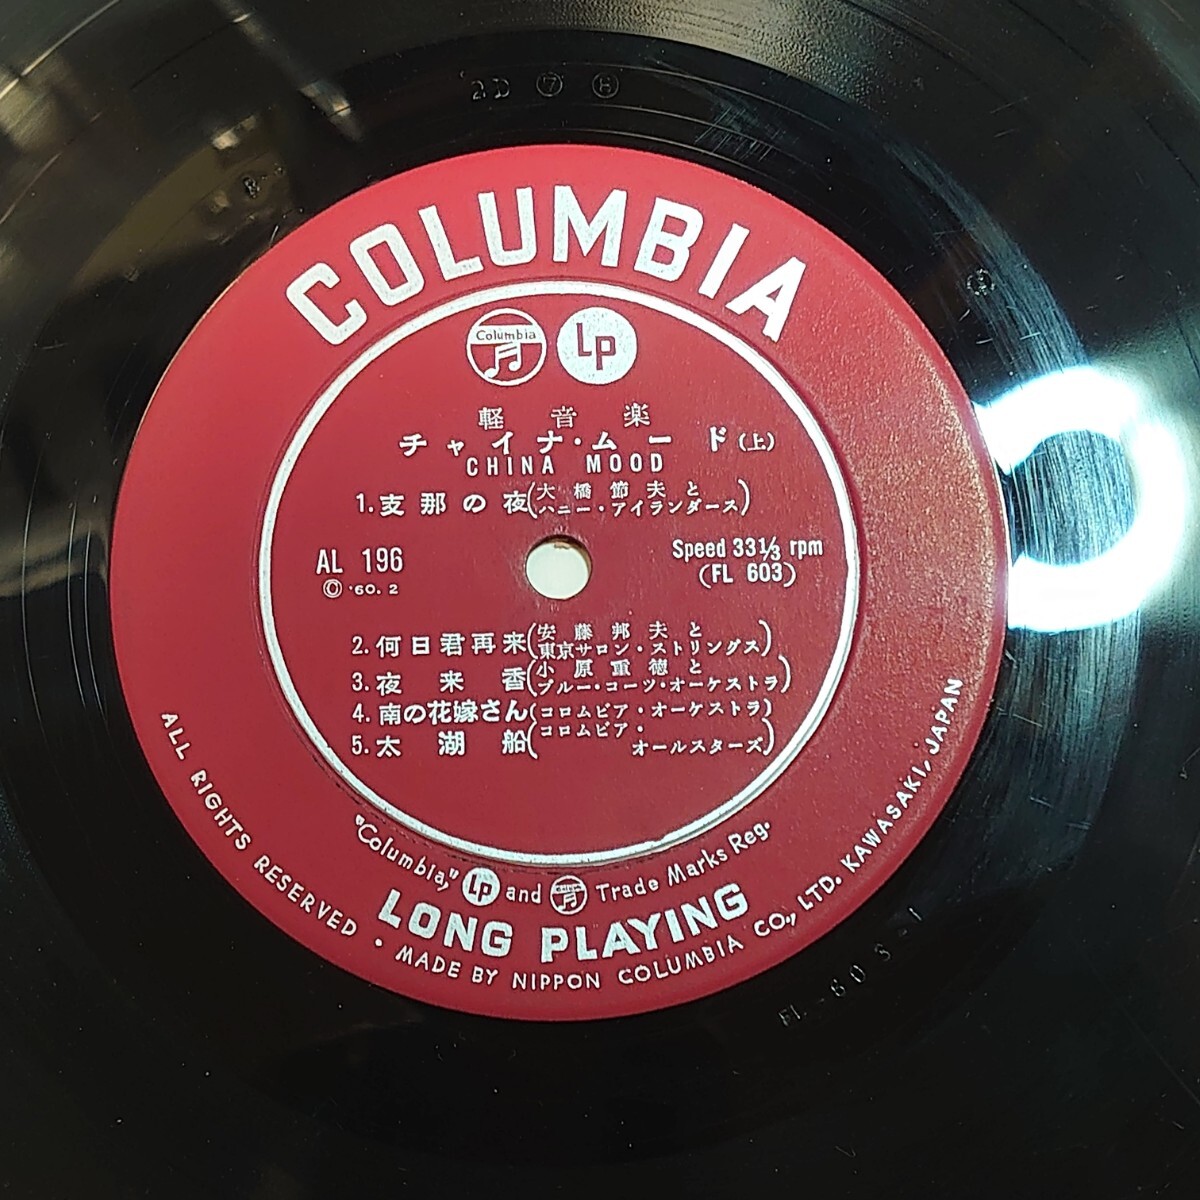 2D 7 8
COLUMBIA
Columbia LP
軽音楽
チャイナ・ムード(上)
CHINA MOOD
1. 支那の夜(大橋節夫とハニー・アイランダース)
AL 196
Ⓒ '60. 2
Speed 33 1/3 rpm
(FL 603)
2. 何日君再来(安藤邦夫と東京サロン・ストリングス)
3. 夜来香(小原重徳とブルー・コーツ・オーケストラ)
4. 南の花嫁さん(コロムビア・オーケストラ)
5. 太湖船(コロムビア・オールスターズ)
"Columbia," LP and Columbia Trade Marks Reg.
LONG PLAYING
ALL RIGHTS RESERVED • MADE BY NIPPON COLUMBIA CO., LTD. KAWASAKI, JAPAN